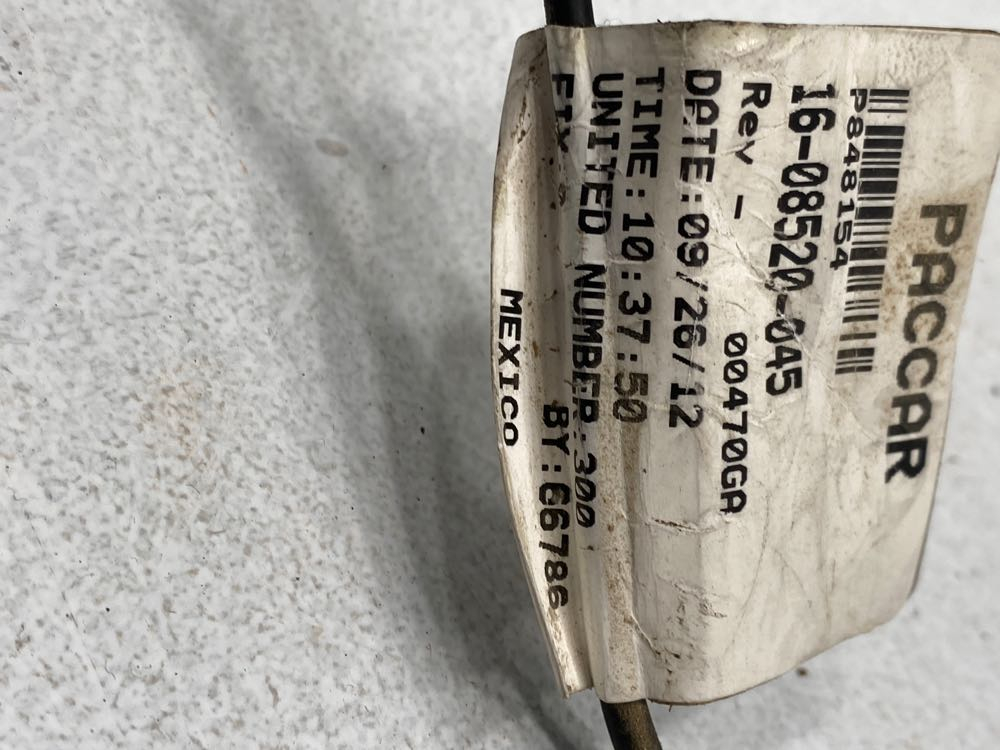 PACCAR
P848154
16-08520-045
Rev - 00470GA
DATE:09/26/12
TIME:10:37:50
UNITED NUMBER:300
BY:C6786
MEXICO